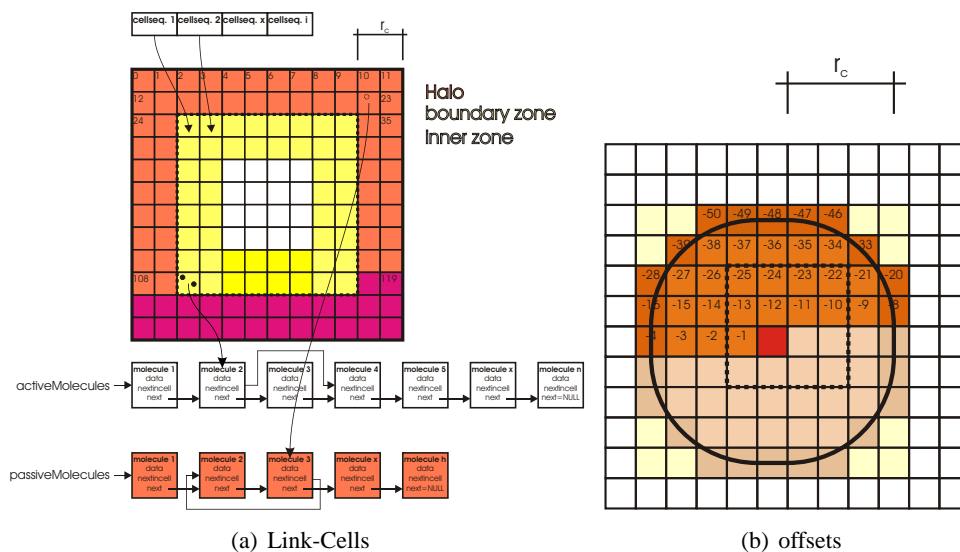 cellseq. 1 cellseq. 2 cellseq. x cellseq. i
r_c
0 1 2 3 4 5 6 7 8 9 10 11
12 23
24 35
108 119
Halo
boundary zone
Inner zone
activeMolecules
molecule 1 data nextincell next
molecule 2 data nextincell next
molecule 3 data nextincell next
molecule 4 data nextincell next
molecule 5 data nextincell next
molecule x data nextincell next
molecule n data nextincell next=NULL
passiveMolecules
molecule 1 data nextincell next
molecule 2 data nextincell next
molecule 3 data nextincell next
molecule x data nextincell next
molecule h data nextincell next=NULL
(a) Link-Cells
r_c
-50 -49 -48 -47 -46
-39 -38 -37 -36 -35 -34 -33
-28 -27 -26 -25 -24 -23 -22 -21 -20
-16 -15 -14 -13 -12 -11 -10 -9 -8
-4 -3 -2 -1
(b) offsets